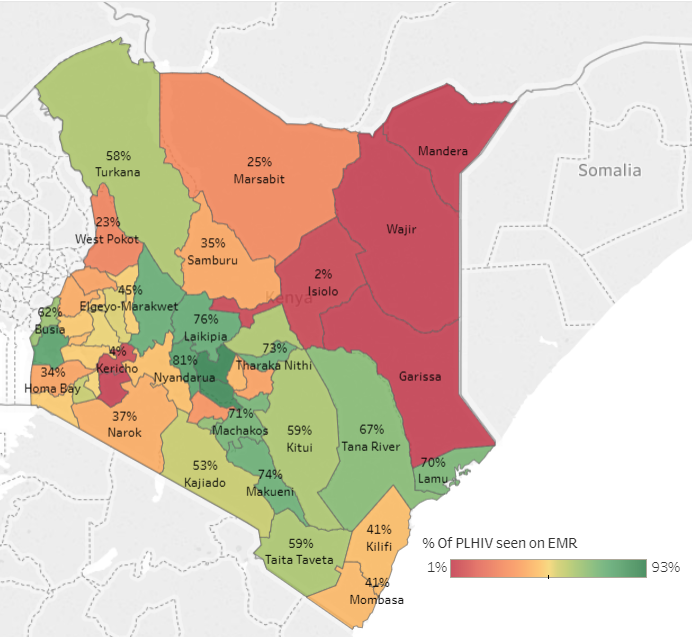 Mandera
Somalia
58%
Turkana
25%
Marsabit
23%
West Pokot
Wajir
35%
Samburu
2%
Isiolo
Kenya
45%
Elgeyo-Marakwet
62%
Busia
76%
Laikipia
4%
Kericho
73%
Tharaka Nithi
81%
Nyandarua
34%
Homa Bay
Garissa
37%
Narok
71%
Machakos
59%
Kitui
67%
Tana River
53%
Kajiado
74%
Makueni
70%
Lamu
59%
Taita Taveta
41%
Kilifi
41%
Mombasa
% Of PLHIV seen on EMR
1%
93%